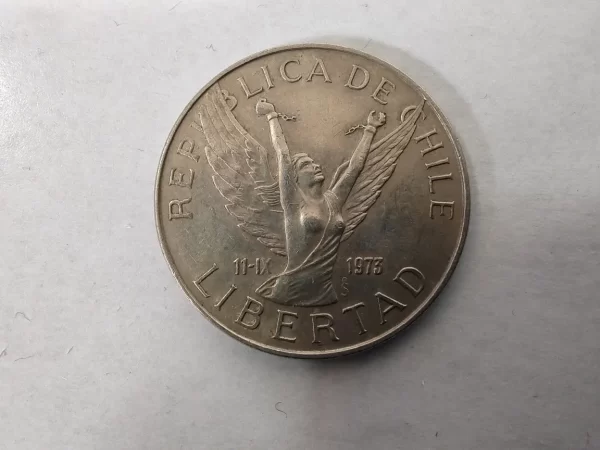 REPUBLICA DE CHILE
11-IX 1973
LIBERTAD